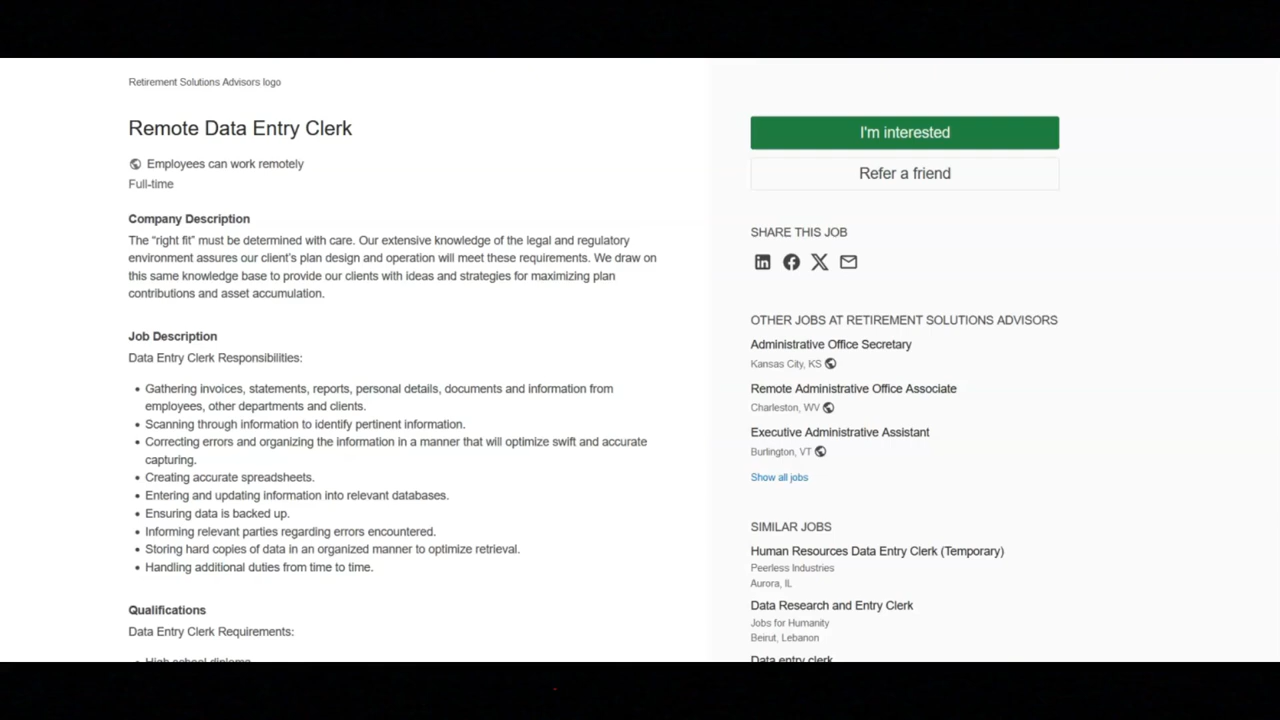 Retirement Solutions Advisors logo
Remote Data Entry Clerk
Employees can work remotely
Full-time
Company Description
The “right fit” must be determined with care. Our extensive knowledge of the legal and regulatory
environment assures our client’s plan design and operation will meet these requirements. We draw on
this same knowledge base to provide our clients with ideas and strategies for maximizing plan
contributions and asset accumulation.
Job Description
Data Entry Clerk Responsibilities:
• Gathering invoices, statements, reports, personal details, documents and information from
employees, other departments and clients.
• Scanning through information to identify pertinent information.
• Correcting errors and organizing the information in a manner that will optimize swift and accurate
capturing.
• Creating accurate spreadsheets.
• Entering and updating information into relevant databases.
• Ensuring data is backed up.
• Informing relevant parties regarding errors encountered.
• Storing hard copies of data in an organized manner to optimize retrieval.
• Handling additional duties from time to time.
Qualifications
Data Entry Clerk Requirements:
• High school diploma
I'm interested
Refer a friend
SHARE THIS JOB
OTHER JOBS AT RETIREMENT SOLUTIONS ADVISORS
Administrative Office Secretary
Kansas City, KS
Remote Administrative Office Associate
Charleston, WV
Executive Administrative Assistant
Burlington, VT
Show all jobs
SIMILAR JOBS
Human Resources Data Entry Clerk (Temporary)
Peerless Industries
Aurora, IL
Data Research and Entry Clerk
Jobs for Humanity
Beirut, Lebanon
Data entry clerk